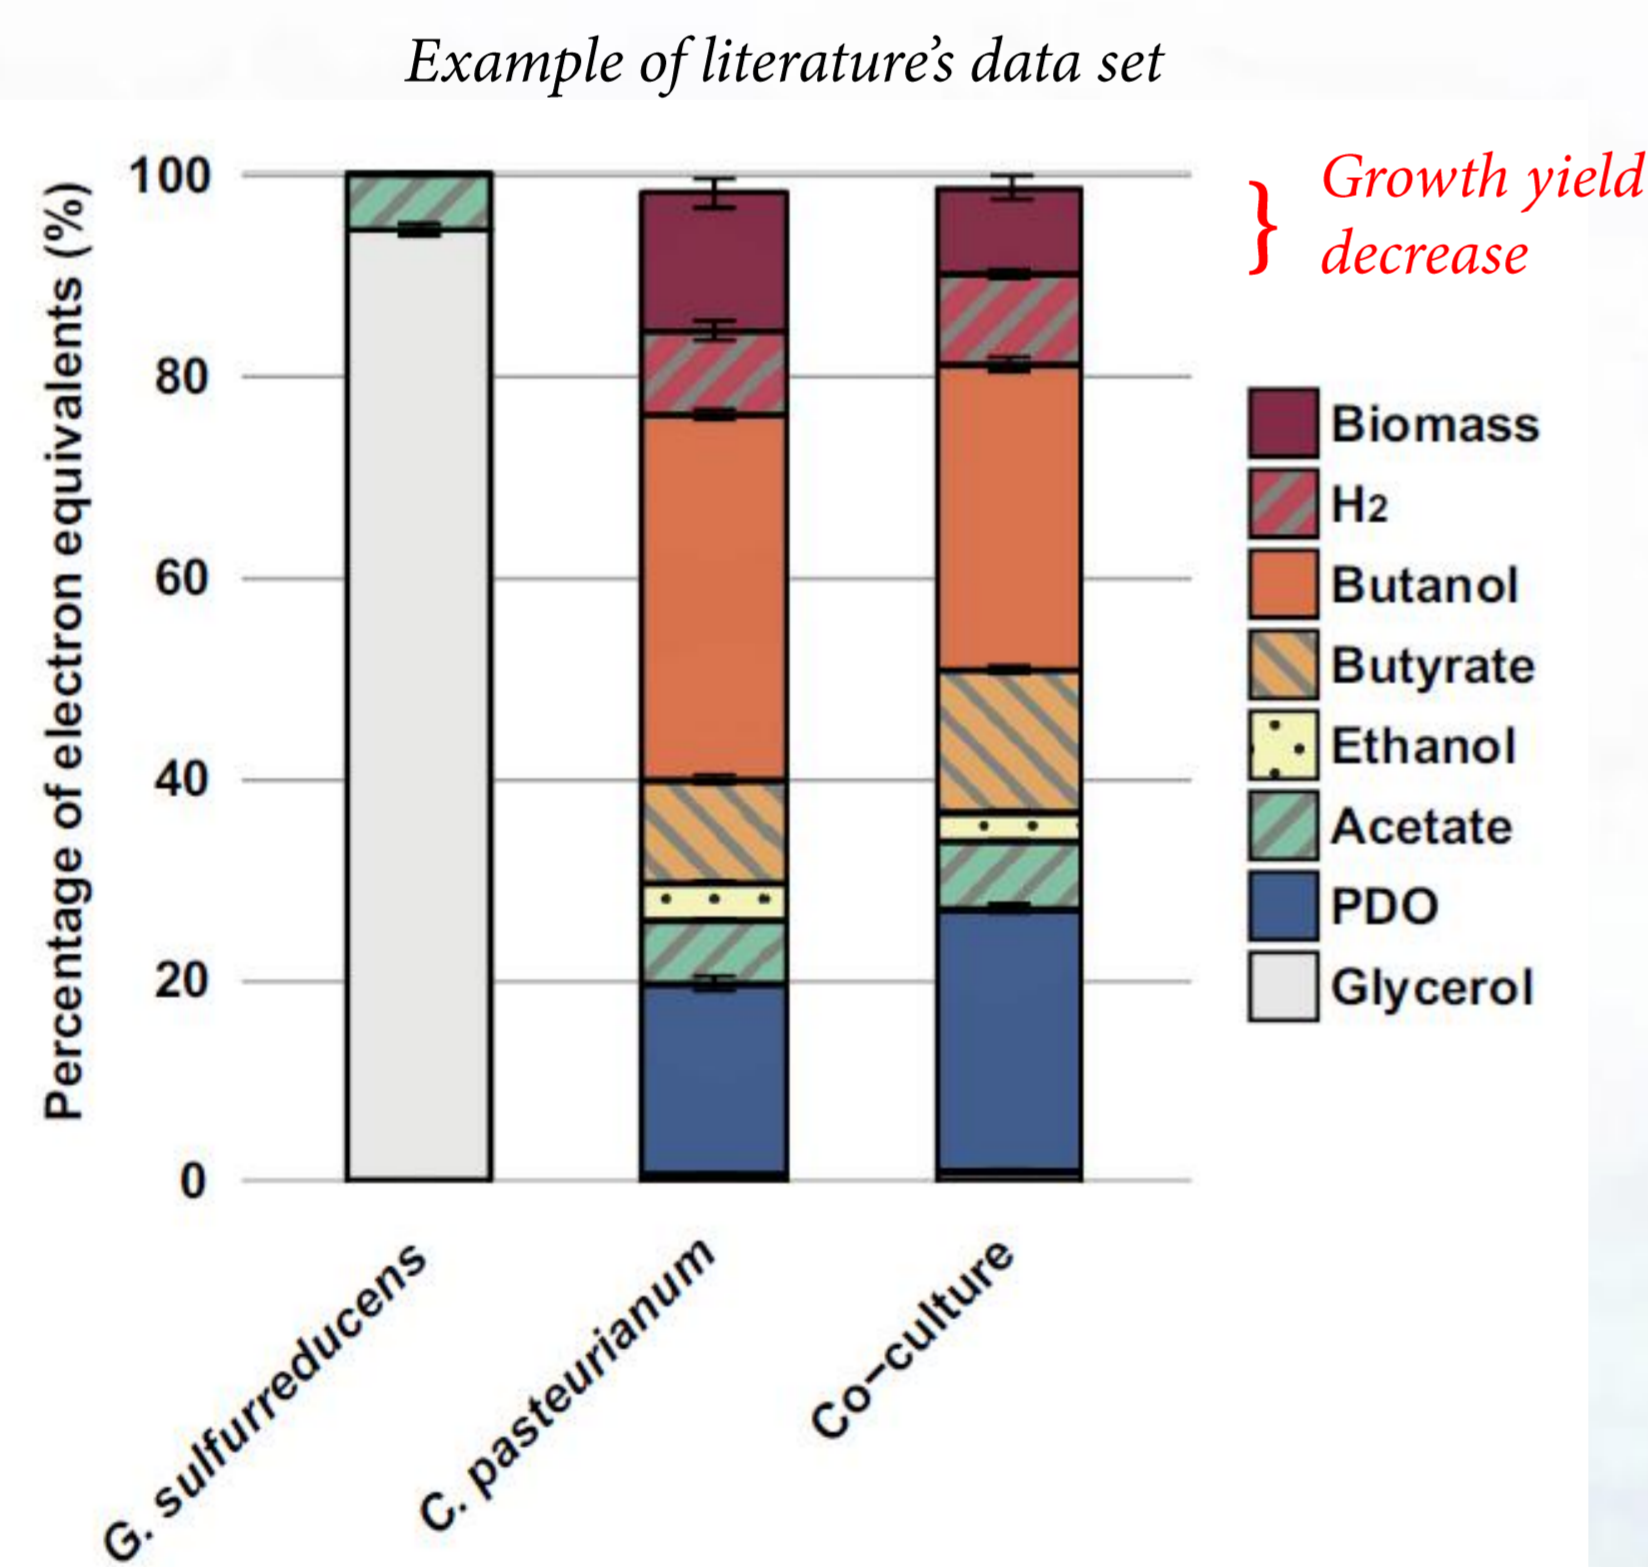 Example of literature's data set
Percentage of electron equivalents (%)
100
80
60
40
20
0
G. sulfurreducens
C. pasteurianum
Co-culture
} Growth yield
decrease
Biomass
H2
Butanol
Butyrate
Ethanol
Acetate
PDO
Glycerol